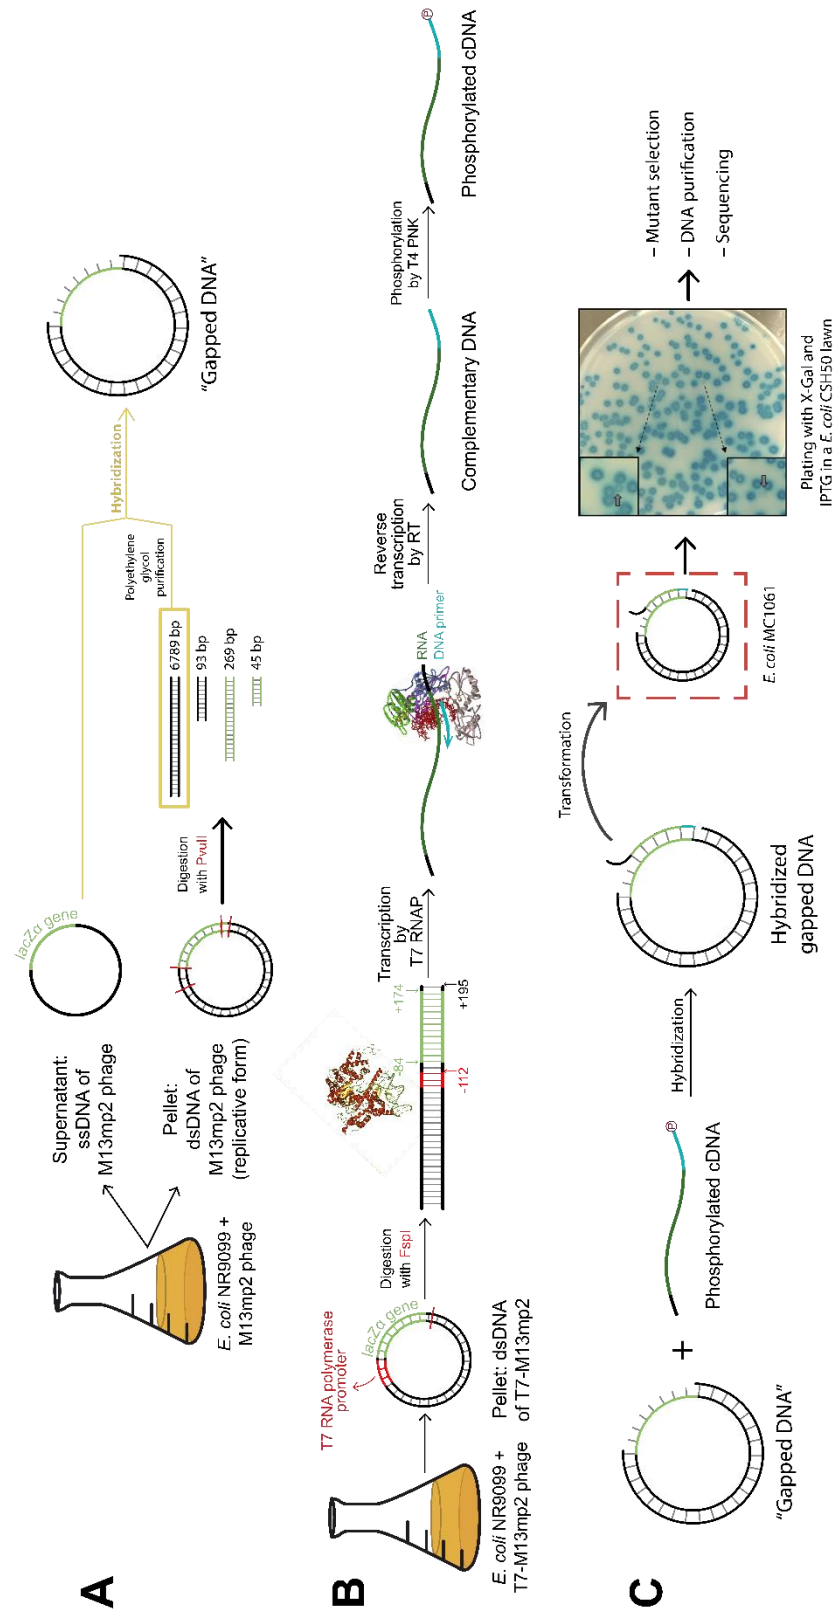 A
E. coli NR9099 +
M13mp2 phage
Supernatant:
ssDNA of
M13mp2 phage
lacZα gene
Pellet:
dsDNA of
M13mp2 phage
(replicative form)
Digestion
with PvuII
6789 bp
93 bp
269 bp
45 bp
Polyethylene
glycol
purification
Hybridization
"Gapped DNA"
B
E. coli NR9099 +
T7-M13mp2 phage
T7 RNA polymerase
promoter
lacZα gene
Pellet: dsDNA
of T7-M13mp2
Digestion
with FspI
-112
-84
+174
+195
Transcription
by
T7 RNAP
RNA
DNA primer
Reverse
transcription
by RT
Complementary DNA
Phosphorylation
by T4 PNK
P
Phosphorylated cDNA
C
"Gapped DNA"
+
P
Phosphorylated cDNA
Hybridization
Hybridized
gapped DNA
Transformation
E. coli MC1061
Plating with X-Gal and
IPTG in a E. coli CSH50 lawn
– Mutant selection
– DNA purification
– Sequencing